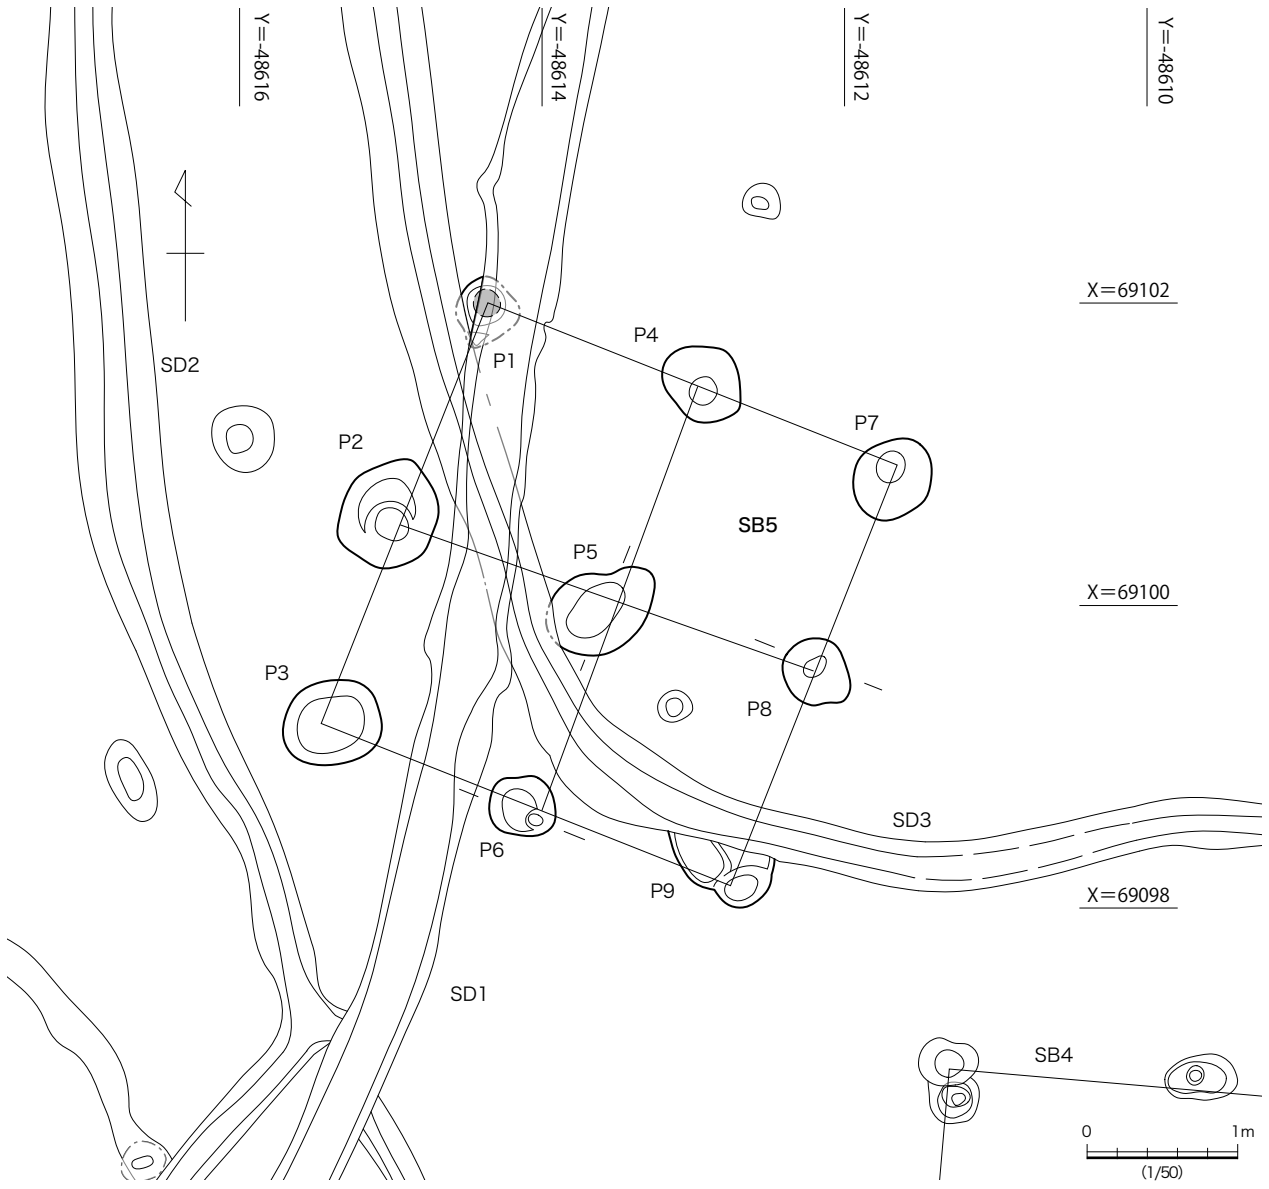 Y=-48616
Y=-48614
Y=-48612
Y=-48610
X=69102
P4
P1
SD2
P7
P2
SB5
P5
X=69100
P3
P8
SD3
P6
P9
X=69098
SD1
SB4
0 1m
(1/50)